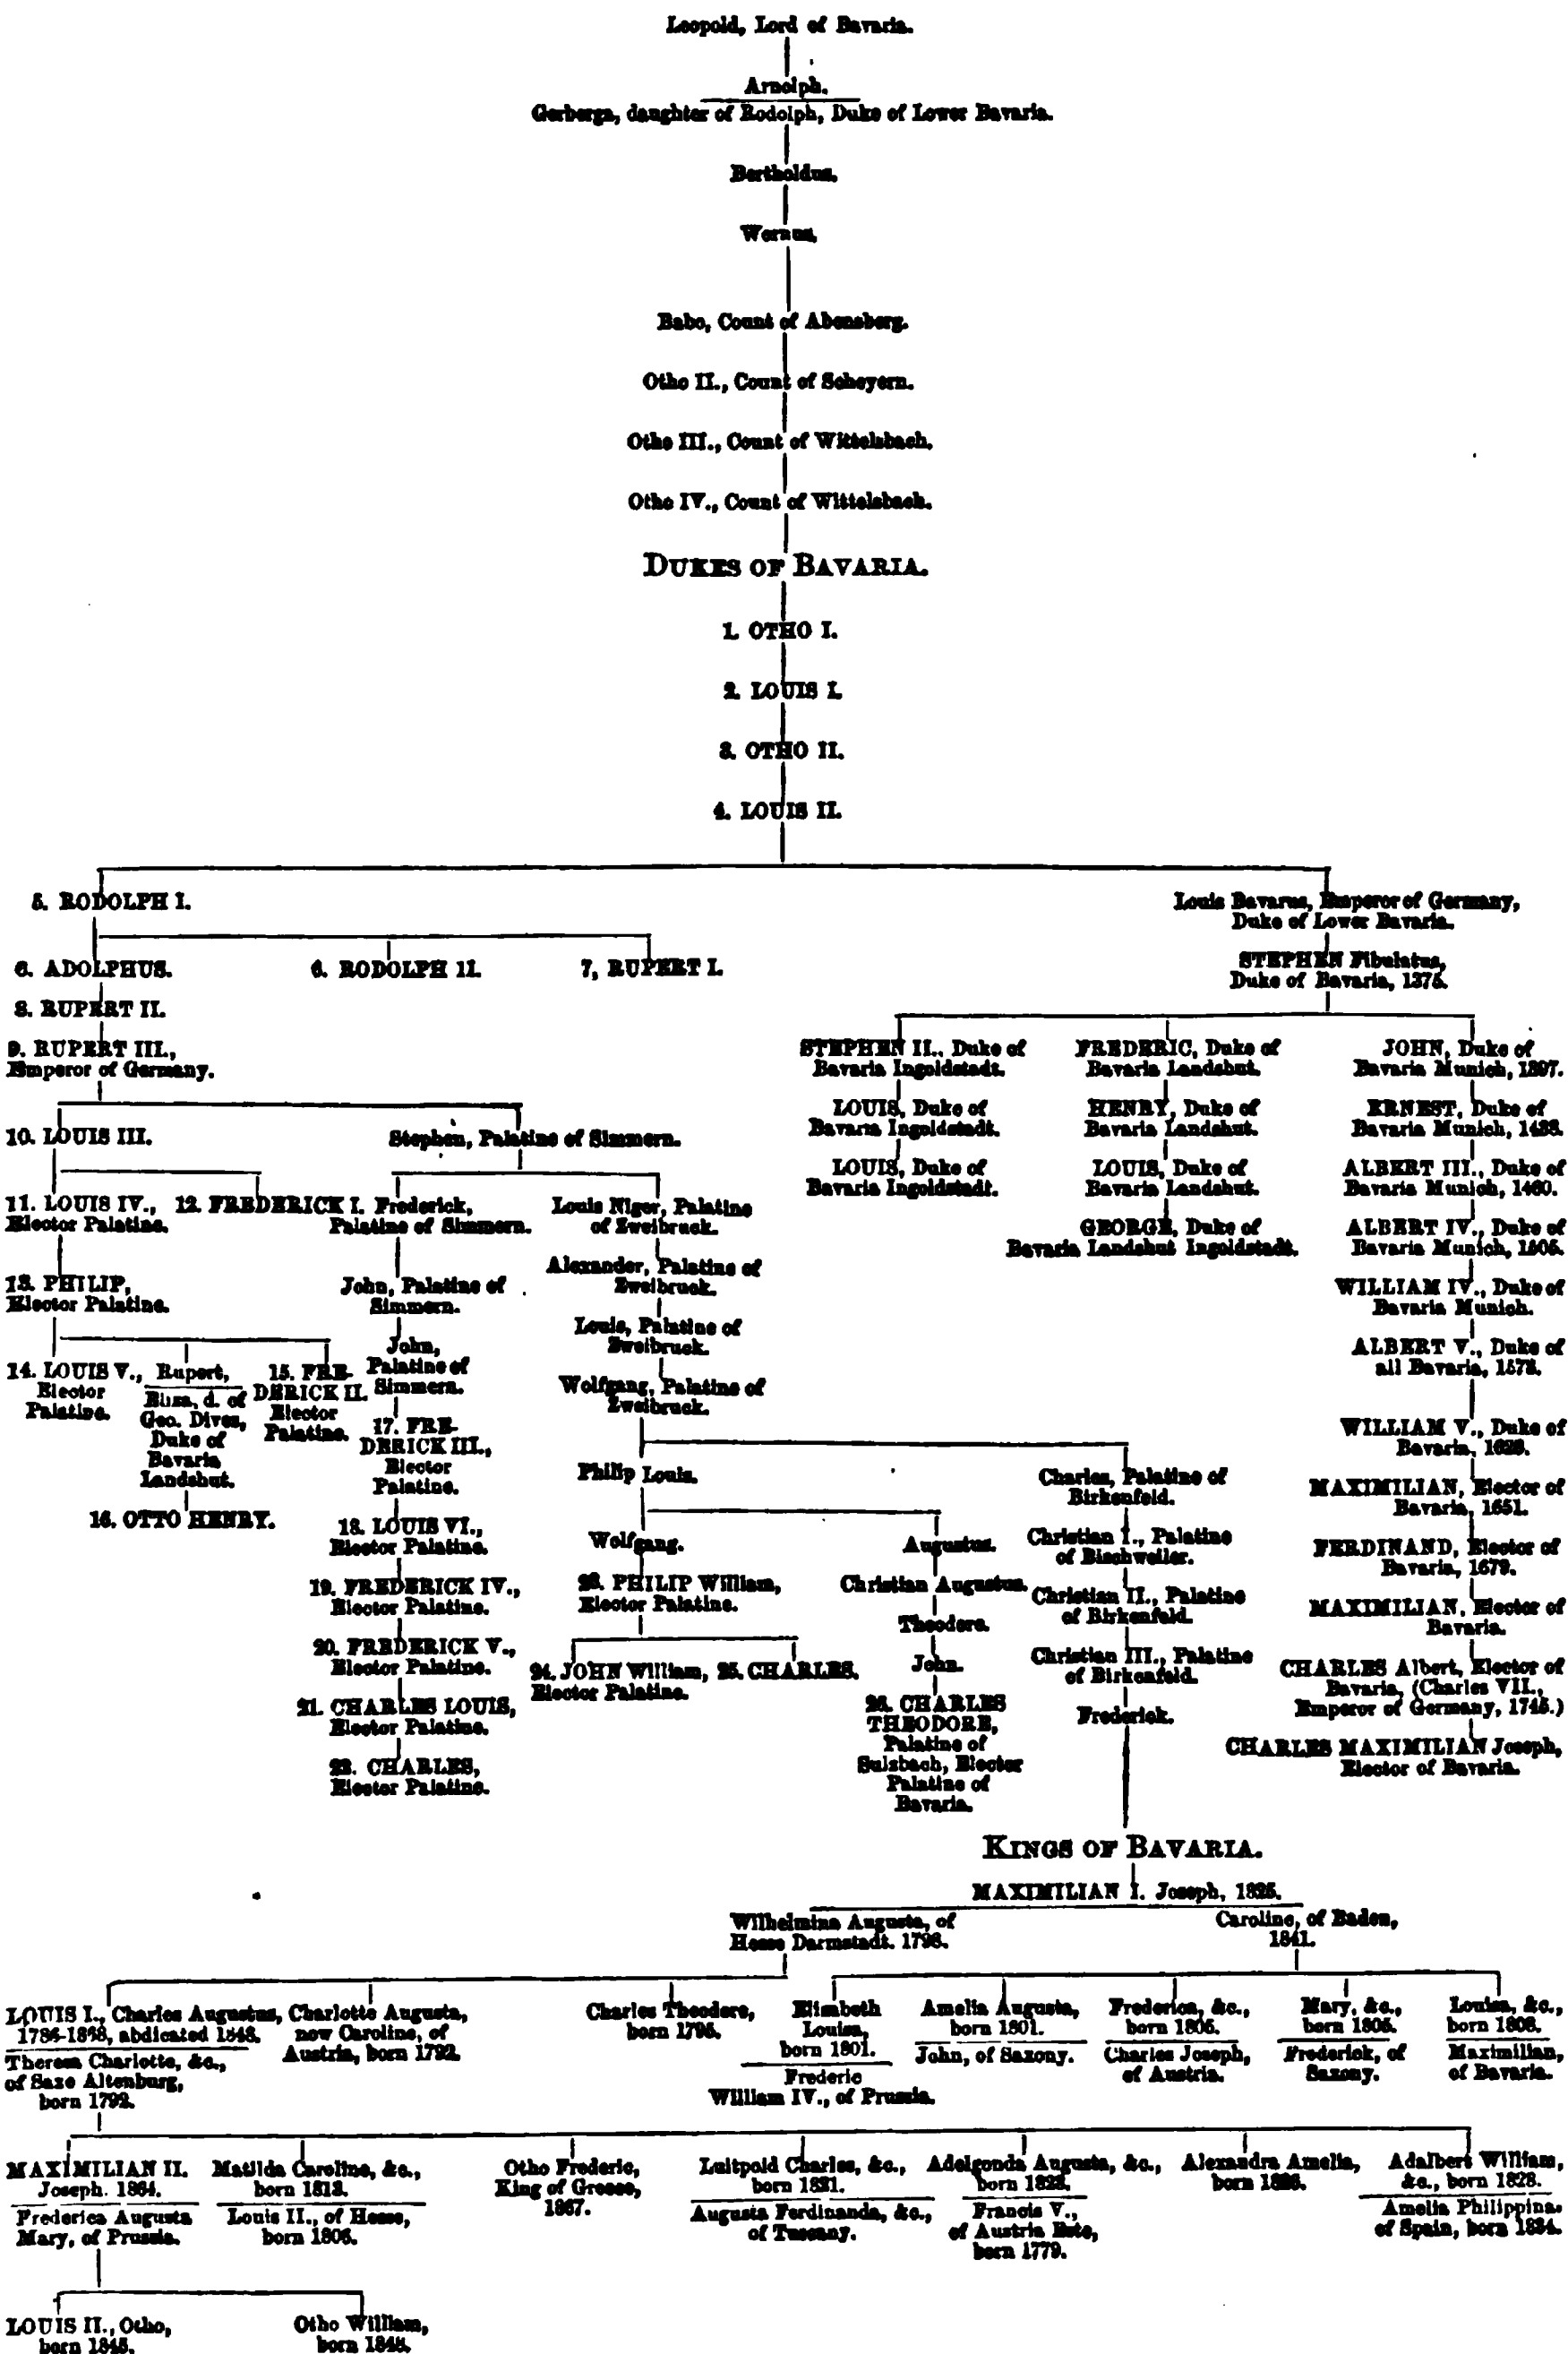 Leopold, Lord of Bavaria.
Arnolph.
Gerberga, daughter of Rodolph, Duke of Lower Bavaria.
Bertholdus.
Wernus,
Babo, Count of Abensberg.
Otho II., Count of Scheyern.
Otho III., Count of Wittelsbach.
Otho IV., Count of Wittelsbach.
DUKES OF BAVARIA.
1. OTHO I.
2. LOUIS I.
3. OTHO II.
4. LOUIS II.
5. RODOLPH I.
Louis Bavarus, Emperor of Germany,
Duke of Lower Bavaria.
6. ADOLPHUS.
6. RODOLPH II.
7, RUPERT I.
STEPHEN Fibulatus,
Duke of Bavaria, 1375.
8. RUPERT II.
9. RUPERT III.,
Emperor of Germany.
STEPHEN II., Duke of
Bavaria Ingoldstadt.
FREDERIC, Duke of
Bavaria Landshut.
JOHN, Duke of
Bavaria Munich, 1397.
LOUIS, Duke of
Bavaria Ingoldstadt.
HENRY, Duke of
Bavaria Landshut.
ERNEST, Duke of
Bavaria Munich, 1438.
LOUIS, Duke of
Bavaria Ingoldstadt.
LOUIS, Duke of
Bavaria Landshut.
ALBERT III., Duke of
Bavaria Munich, 1460.
GEORGE, Duke of
Bavaria Landshut Ingoldstadt.
ALBERT IV., Duke of
Bavaria Munich, 1505.
WILLIAM IV., Duke of
Bavaria Munich.
ALBERT V., Duke of
all Bavaria, 1573.
WILLIAM V., Duke of
Bavaria, 1626.
MAXIMILIAN, Elector of
Bavaria, 1651.
FERDINAND, Elector of
Bavaria, 1679.
MAXIMILIAN, Elector of
Bavaria.
CHARLES Albert, Elector of
Bavaria, (Charles VII.,
Emperor of Germany, 1745.)
CHARLES MAXIMILIAN Joseph,
Elector of Bavaria.
10. LOUIS III.
Stephen, Palatine of Simmern.
11. LOUIS IV.,
Elector Palatine.
12. FREDERICK I.
Frederick,
Palatine of Simmern.
Louis Niger, Palatine
of Zweibruck.
13. PHILIP,
Elector Palatine.
John, Palatine of
Simmern.
Alexander, Palatine of
Zweibruck.
Louis, Palatine of
Zweibruck.
14. LOUIS V.,
Elector
Palatine.
Rupert,
Eliza, d. of
Geo. Dives,
Duke of
Bavaria
Landshut.
15. FRE-
DERICK II.
Elector
Palatine.
John,
Palatine of
Simmern.
Wolfgang, Palatine of
Zweibruck.
16. OTTO HENRY.
17. FRE-
DERICK III.,
Elector
Palatine.
18. LOUIS VI.,
Elector Palatine.
19. FREDERICK IV.,
Elector Palatine.
20. FREDERICK V.,
Elector Palatine.
21. CHARLES LOUIS,
Elector Palatine.
22. CHARLES,
Elector Palatine.
Philip Louis.
Charles, Palatine of
Birkenfeld.
Wolfgang.
Augustus.
Christian I., Palatine
of Bischweiler.
23. PHILIP William,
Elector Palatine.
Christian Augustus.
Christian II., Palatine
of Birkenfeld.
Theodore.
24. JOHN William,
Elector Palatine.
25. CHARLES.
John.
Christian III., Palatine
of Birkenfeld.
26. CHARLES
THEODORE,
Palatine of
Sulzbach, Elector
Palatine of
Bavaria.
Frederick.
KINGS OF BAVARIA.
MAXIMILIAN I. Joseph, 1825.
Wilhelmina Augusta, of
Hesse Darmstadt. 1796.
Caroline, of Baden,
1841.
LOUIS I., Charles Augustus,
1786-1868, abdicated 1848.
Theresa Charlotte, &c.,
of Saxe Altenburg,
born 1792.
Charlotte Augusta,
now Caroline, of
Austria, born 1792.
Charles Theodore,
born 1795.
Elisabeth
Louisa,
born 1801.
Frederic
William IV., of Prussia.
Amelia Augusta,
born 1801.
John, of Saxony.
Frederica, &c.,
born 1805.
Charles Joseph,
of Austria.
Mary, &c.,
born 1805.
Frederick, of
Saxony.
Louisa, &c.,
born 1808.
Maximilian,
of Bavaria.
MAXIMILIAN II.
Joseph. 1864.
Frederica Augusta
Mary, of Prussia.
Matilda Caroline, &c.,
born 1813.
Louis II., of Hesse,
born 1806.
Otho Frederic,
King of Greece,
1867.
Luitpold Charles, &c.,
born 1821.
Augusta Ferdinanda, &c.,
of Tuscany.
Adelgonda Augusta, &c.,
born 1823.
Francis V.,
of Austria Este,
born 1779.
Alexandra Amelia,
born 1826.
Adalbert William,
&c., born 1828.
Amelia Philippina.
of Spain, born 1834.
LOUIS II., Otho,
born 1845.
Otho William,
born 1848.